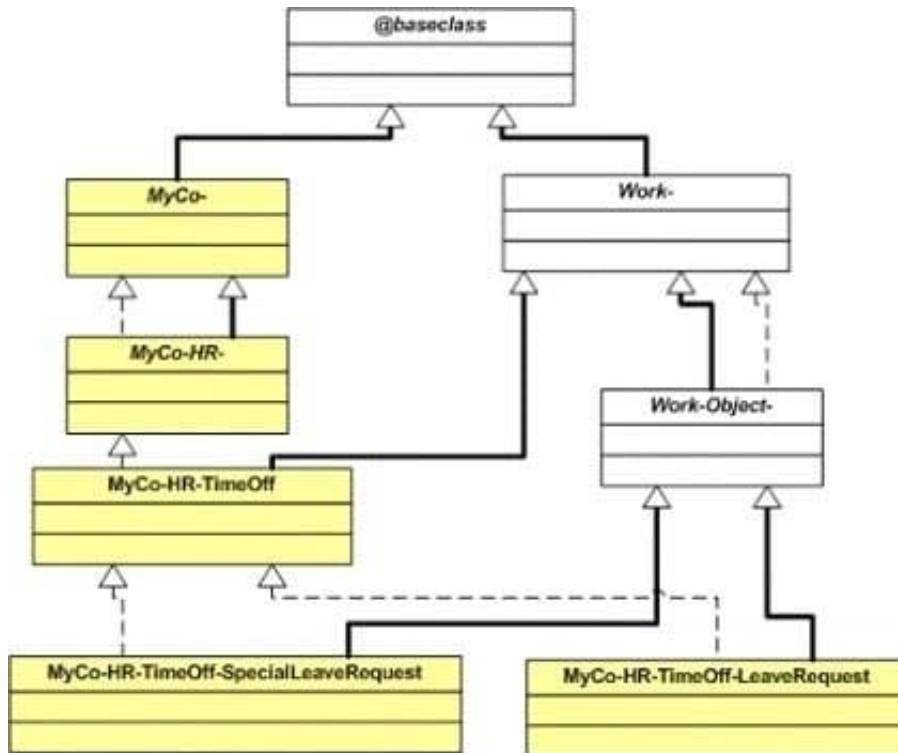 @baseclass
MyCo-
Work-
MyCo-HR-
Work-Object-
MyCo-HR-TimeOff
MyCo-HR-TimeOff-SpecialLeaveRequest
MyCo-HR-TimeOff-LeaveRequest